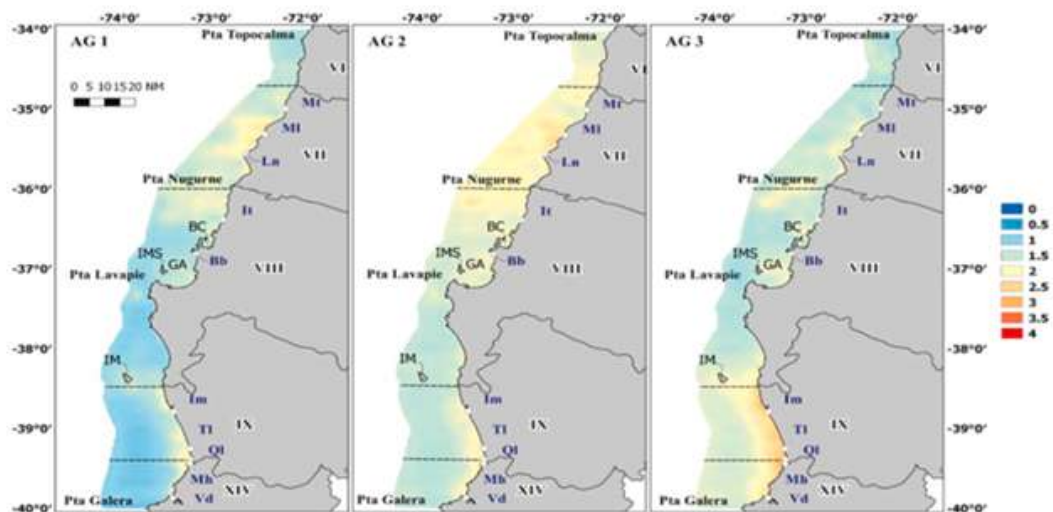 -74°0' -73°0' -72°0' -74°0' -73°0' -72°0' -74°0' -73°0' -72°0'
-34°0' AG 1 Pta Topocalma AG 2 Pta Topocalma AG 3 Pta Topocalma -34°0'
VI VI VI
0 5 10 15 20 NM
Mt Mt Mt
-35°0' -35°0'
Ml Ml Ml
VII VII VII
Ln Ln Ln
Pta Nugurne Pta Nugurne Pta Nugurne
-36°0' -36°0'
It It It
BC BC BC
IMS GA Bb IMS GA Bb IMS GA Bb
-37°0' Pta Lavapie VIII Pta Lavapie VIII Pta Lavapie VIII -37°0'
-38°0' -38°0'
IM IM IM
Im Im Im
-39°0' Tl IX Tl IX Tl IX -39°0'
Ql Ql Ql
Mh XIV Mh XIV Mh XIV
Pta Galera Vd Pta Galera Vd Pta Galera Vd
-40°0' -40°0'
0
0.5
1
1.5
2
2.5
3
3.5
4